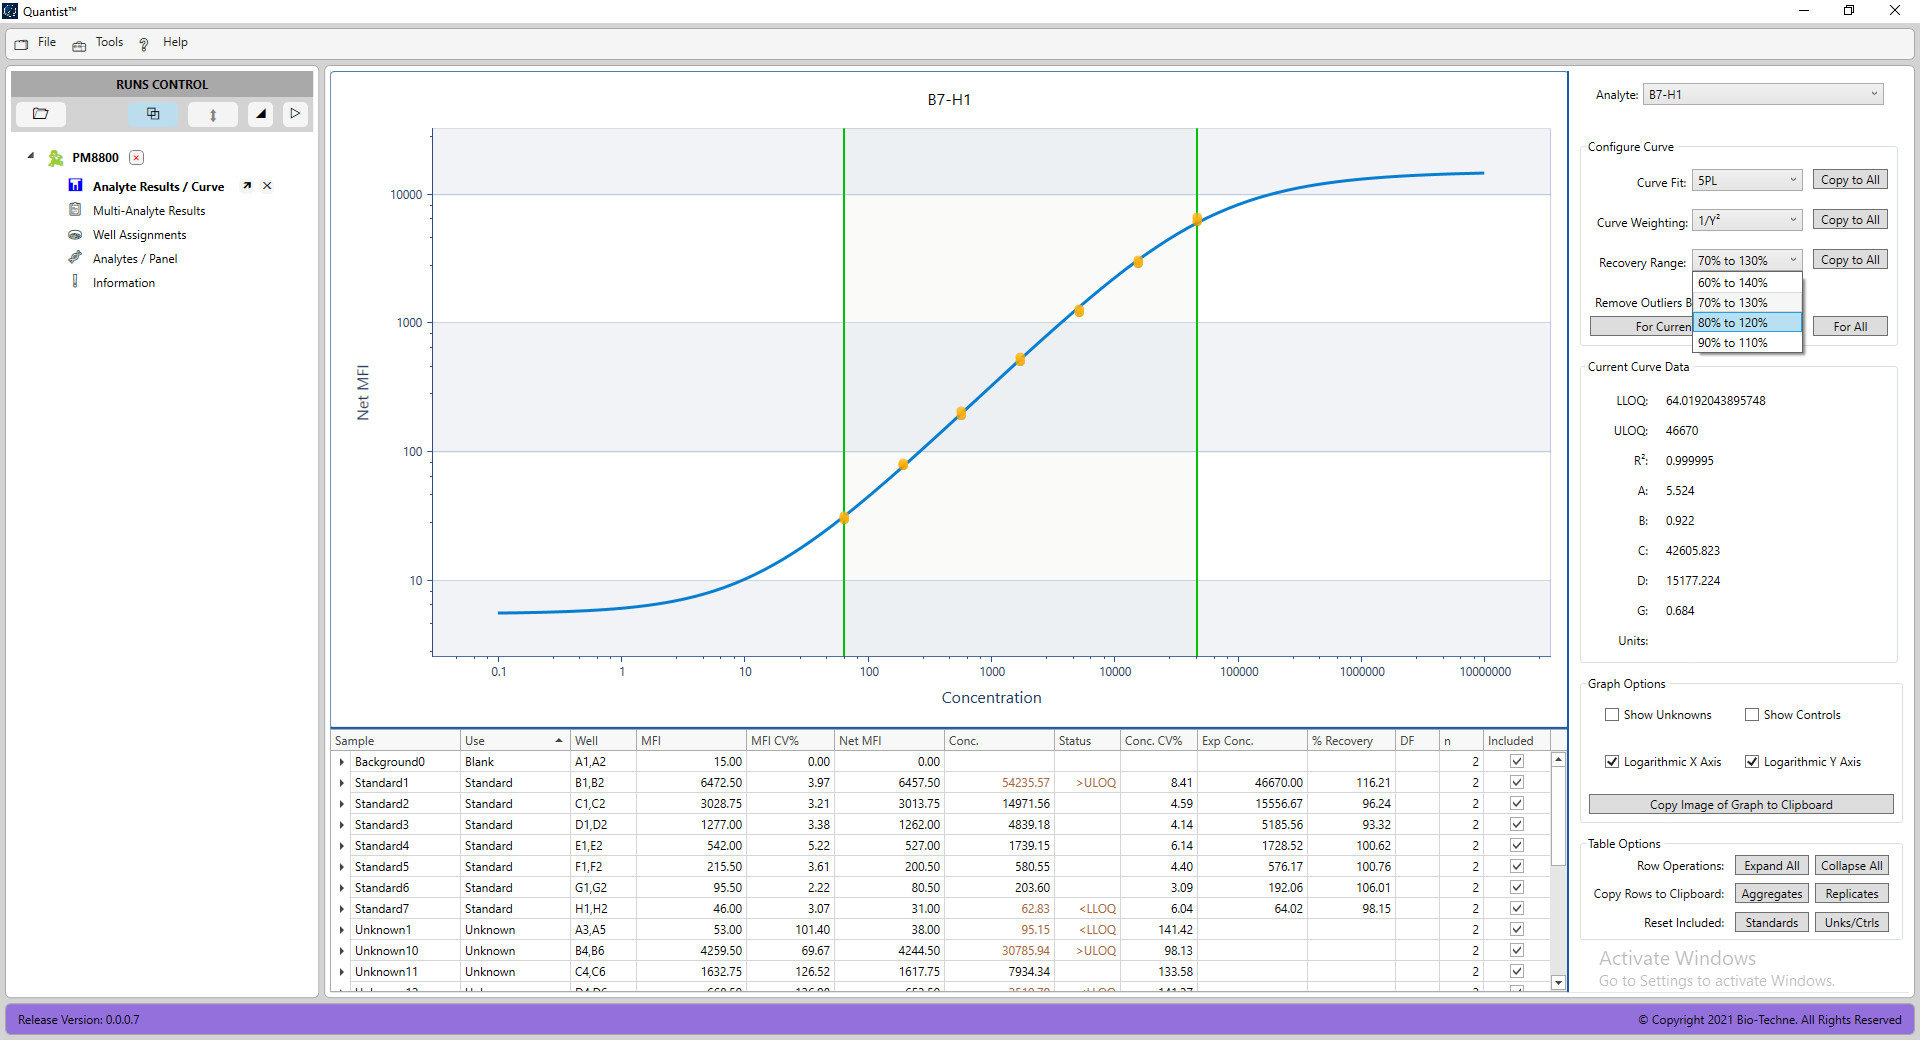 Quantist™
File Tools Help
RUNS CONTROL
PM8800
Analyte Results / Curve
Multi-Analyte Results
Well Assignments
Analytes / Panel
Information
B7-H1
10000
1000
100
10
Net MFI
0.1 1 10 100 1000 10000 100000 1000000 10000000
Concentration
Sample Use Well MFI MFI CV% Net MFI Conc. Status Conc. CV% Exp Conc. % Recovery DF n Included
Background0 Blank A1,A2 15.00 0.00 0.00 2
Standard1 Standard B1,B2 6472.50 3.97 6457.50 54235.57 >ULOQ 8.41 46670.00 116.21 2
Standard2 Standard C1,C2 3028.75 3.21 3013.75 14971.56 4.59 15556.67 96.24 2
Standard3 Standard D1,D2 1277.00 3.38 1262.00 4839.18 4.14 5185.56 93.32 2
Standard4 Standard E1,E2 542.00 5.22 527.00 1739.15 6.14 1728.52 100.62 2
Standard5 Standard F1,F2 215.50 3.61 200.50 580.55 4.40 576.17 100.76 2
Standard6 Standard G1,G2 95.50 2.22 80.50 203.60 3.09 192.06 106.01 2
Standard7 Standard H1,H2 46.00 3.07 31.00 62.83 <LLOQ 6.04 64.02 98.15 2
Unknown1 Unknown A3,A5 53.00 101.40 38.00 95.15 <LLOQ 141.42 2
Unknown10 Unknown B4,B6 4259.50 69.67 4244.50 30785.94 >ULOQ 98.13 2
Unknown11 Unknown C4,C6 1632.75 126.52 1617.75 7934.34 133.58 2
Analyte: B7-H1
Configure Curve
Curve Fit: 5PL Copy to All
Curve Weighting: 1/Y² Copy to All
Recovery Range: 70% to 130% Copy to All
60% to 140%
Remove Outliers B 70% to 130%
For Curren 80% to 120% For All
90% to 110%
Current Curve Data
LLOQ: 64.0192043895748
ULOQ: 46670
R²: 0.999995
A: 5.524
B: 0.922
C: 42605.823
D: 15177.224
G: 0.684
Units:
Graph Options
Show Unknowns Show Controls
Logarithmic X Axis Logarithmic Y Axis
Copy Image of Graph to Clipboard
Table Options
Row Operations: Expand All Collapse All
Copy Rows to Clipboard: Aggregates Replicates
Reset Included: Standards Unks/Ctrls
Activate Windows
Go to Settings to activate Windows.
Release Version: 0.0.0.7
© Copyright 2021 Bio-Techne. All Rights Reserved